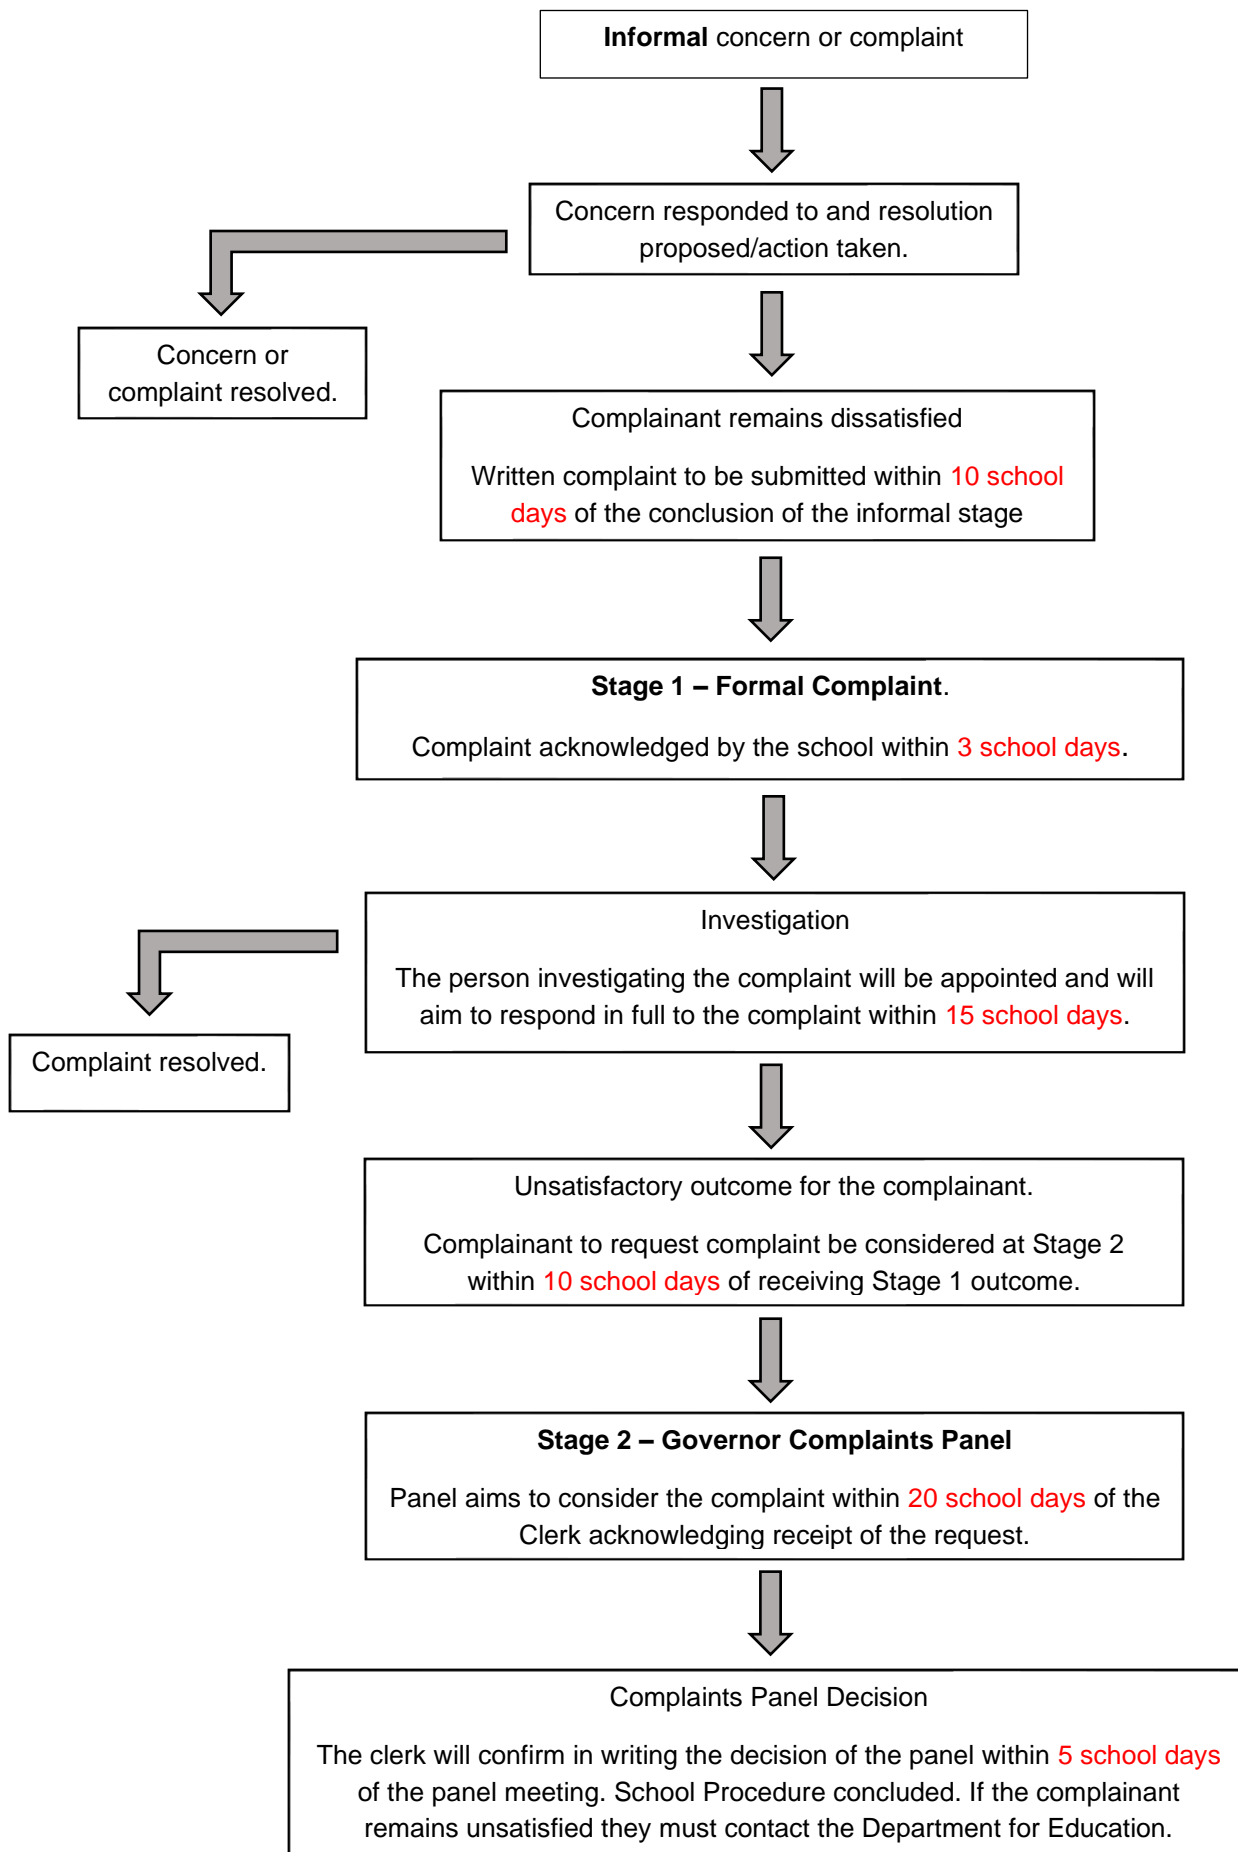 Informal concern or complaint
Concern responded to and resolution
proposed/action taken.
Concern or
complaint resolved.
Complainant remains dissatisfied
Written complaint to be submitted within 10 school
days of the conclusion of the informal stage
Stage 1 – Formal Complaint.
Complaint acknowledged by the school within 3 school days.
Investigation
The person investigating the complaint will be appointed and will
aim to respond in full to the complaint within 15 school days.
Complaint resolved.
Unsatisfactory outcome for the complainant.
Complainant to request complaint be considered at Stage 2
within 10 school days of receiving Stage 1 outcome.
Stage 2 – Governor Complaints Panel
Panel aims to consider the complaint within 20 school days of the
Clerk acknowledging receipt of the request.
Complaints Panel Decision
The clerk will confirm in writing the decision of the panel within 5 school days
of the panel meeting. School Procedure concluded. If the complainant
remains unsatisfied they must contact the Department for Education.